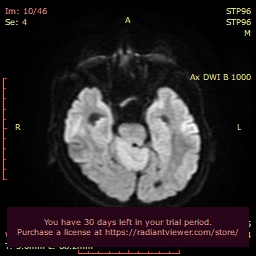 Im: 10/46
Se: 4
STP96
STP96
M
A
Ax DWI B 1000
R
L
You have 30 days left in your trial period.
Purchase a license at https://radiantviewer.com/store/